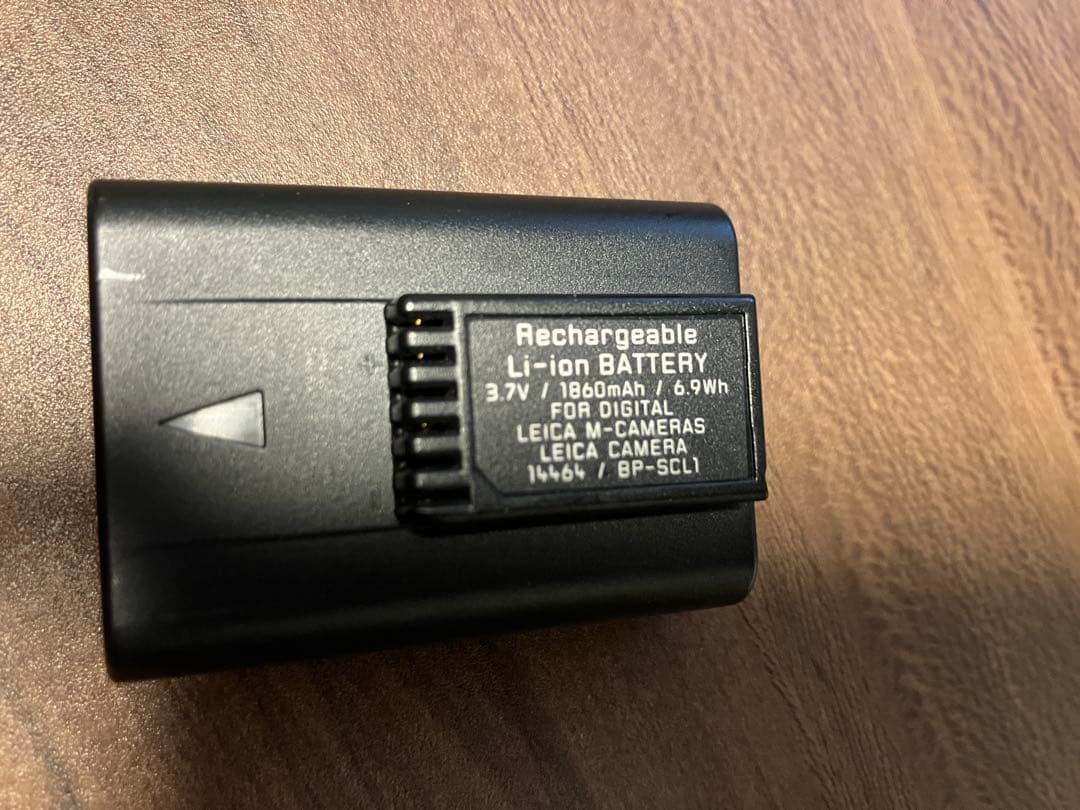 Rechargeable
Li-ion BATTERY
3.7V / 1860mAh / 6.9Wh
FOR DIGITAL
LEICA M-CAMERAS
LEICA CAMERA
14464 / BP-SCL1